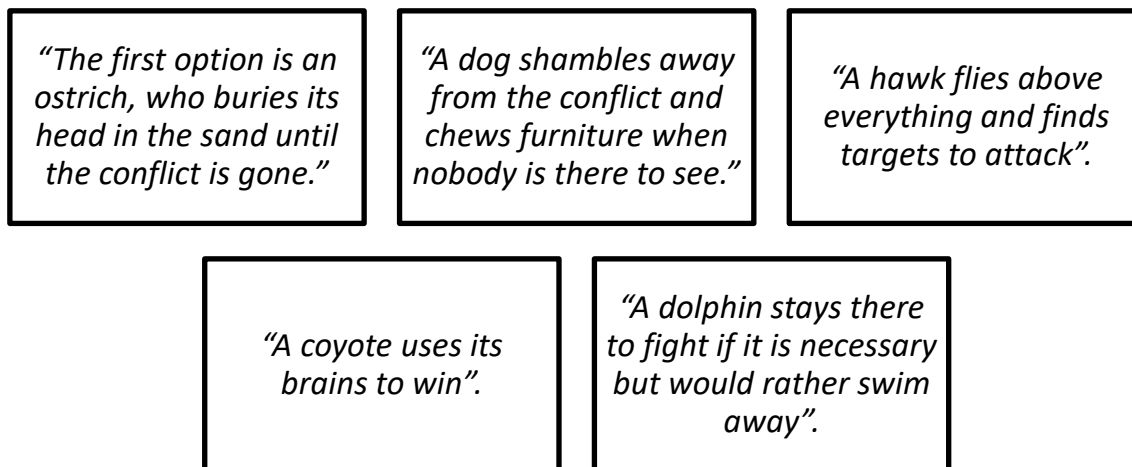 “The first option is an
ostrich, who buries its
head in the sand until
the conflict is gone.”
“A dog shambles away
from the conflict and
chews furniture when
nobody is there to see.”
“A hawk flies above
everything and finds
targets to attack”.
“A coyote uses its
brains to win”.
“A dolphin stays there
to fight if it is necessary
but would rather swim
away”.